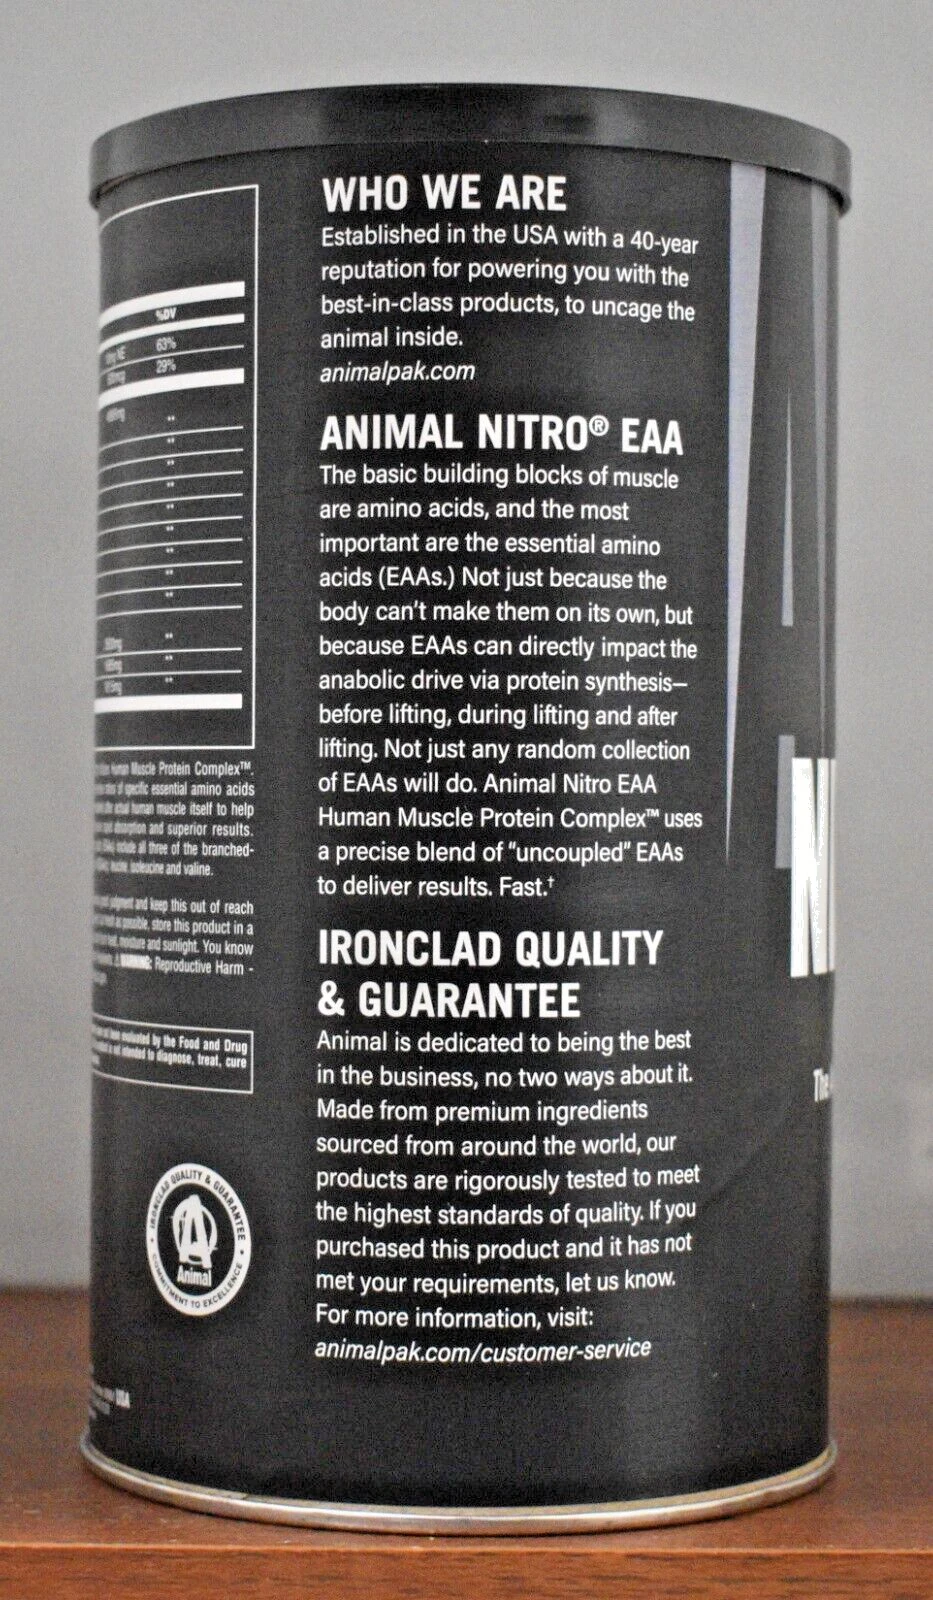 WHO WE ARE
Established in the USA with a 40-year
reputation for powering you with the
best-in-class products, to uncage the
animal inside.
animalpak.com
ANIMAL NITRO® EAA
The basic building blocks of muscle
are amino acids, and the most
important are the essential amino
acids (EAAs.) Not just because the
body can't make them on its own, but
because EAAs can directly impact the
anabolic drive via protein synthesis—
before lifting, during lifting and after
lifting. Not just any random collection
of EAAs will do. Animal Nitro EAA
Human Muscle Protein Complex™ uses
a precise blend of "uncoupled" EAAs
to deliver results. Fast.†
IRONCLAD QUALITY
& GUARANTEE
Animal is dedicated to being the best
in the business, no two ways about it.
Made from premium ingredients
sourced from around the world, our
products are rigorously tested to meet
the highest standards of quality. If you
purchased this product and it has not
met your requirements, let us know.
For more information, visit:
animalpak.com/customer-service
%DV
63%
29%
**
**
**
**
**
**
**
**
**
**
**
**
Human Muscle Protein Complex™.
of specific essential amino acids
actual human muscle itself to help
absorption and superior results.
include all three of the branched-
leucine, isoleucine and valine.
judgment and keep this out of reach
as possible, store this product in a
heat, moisture and sunlight. You know
⚠ WARNING: Reproductive Harm -
not been evaluated by the Food and Drug
is not intended to diagnose, treat, cure
IRONCLAD QUALITY & GUARANTEE
A
Animal
COMMITMENT TO EXCELLENCE
USA
NI
The